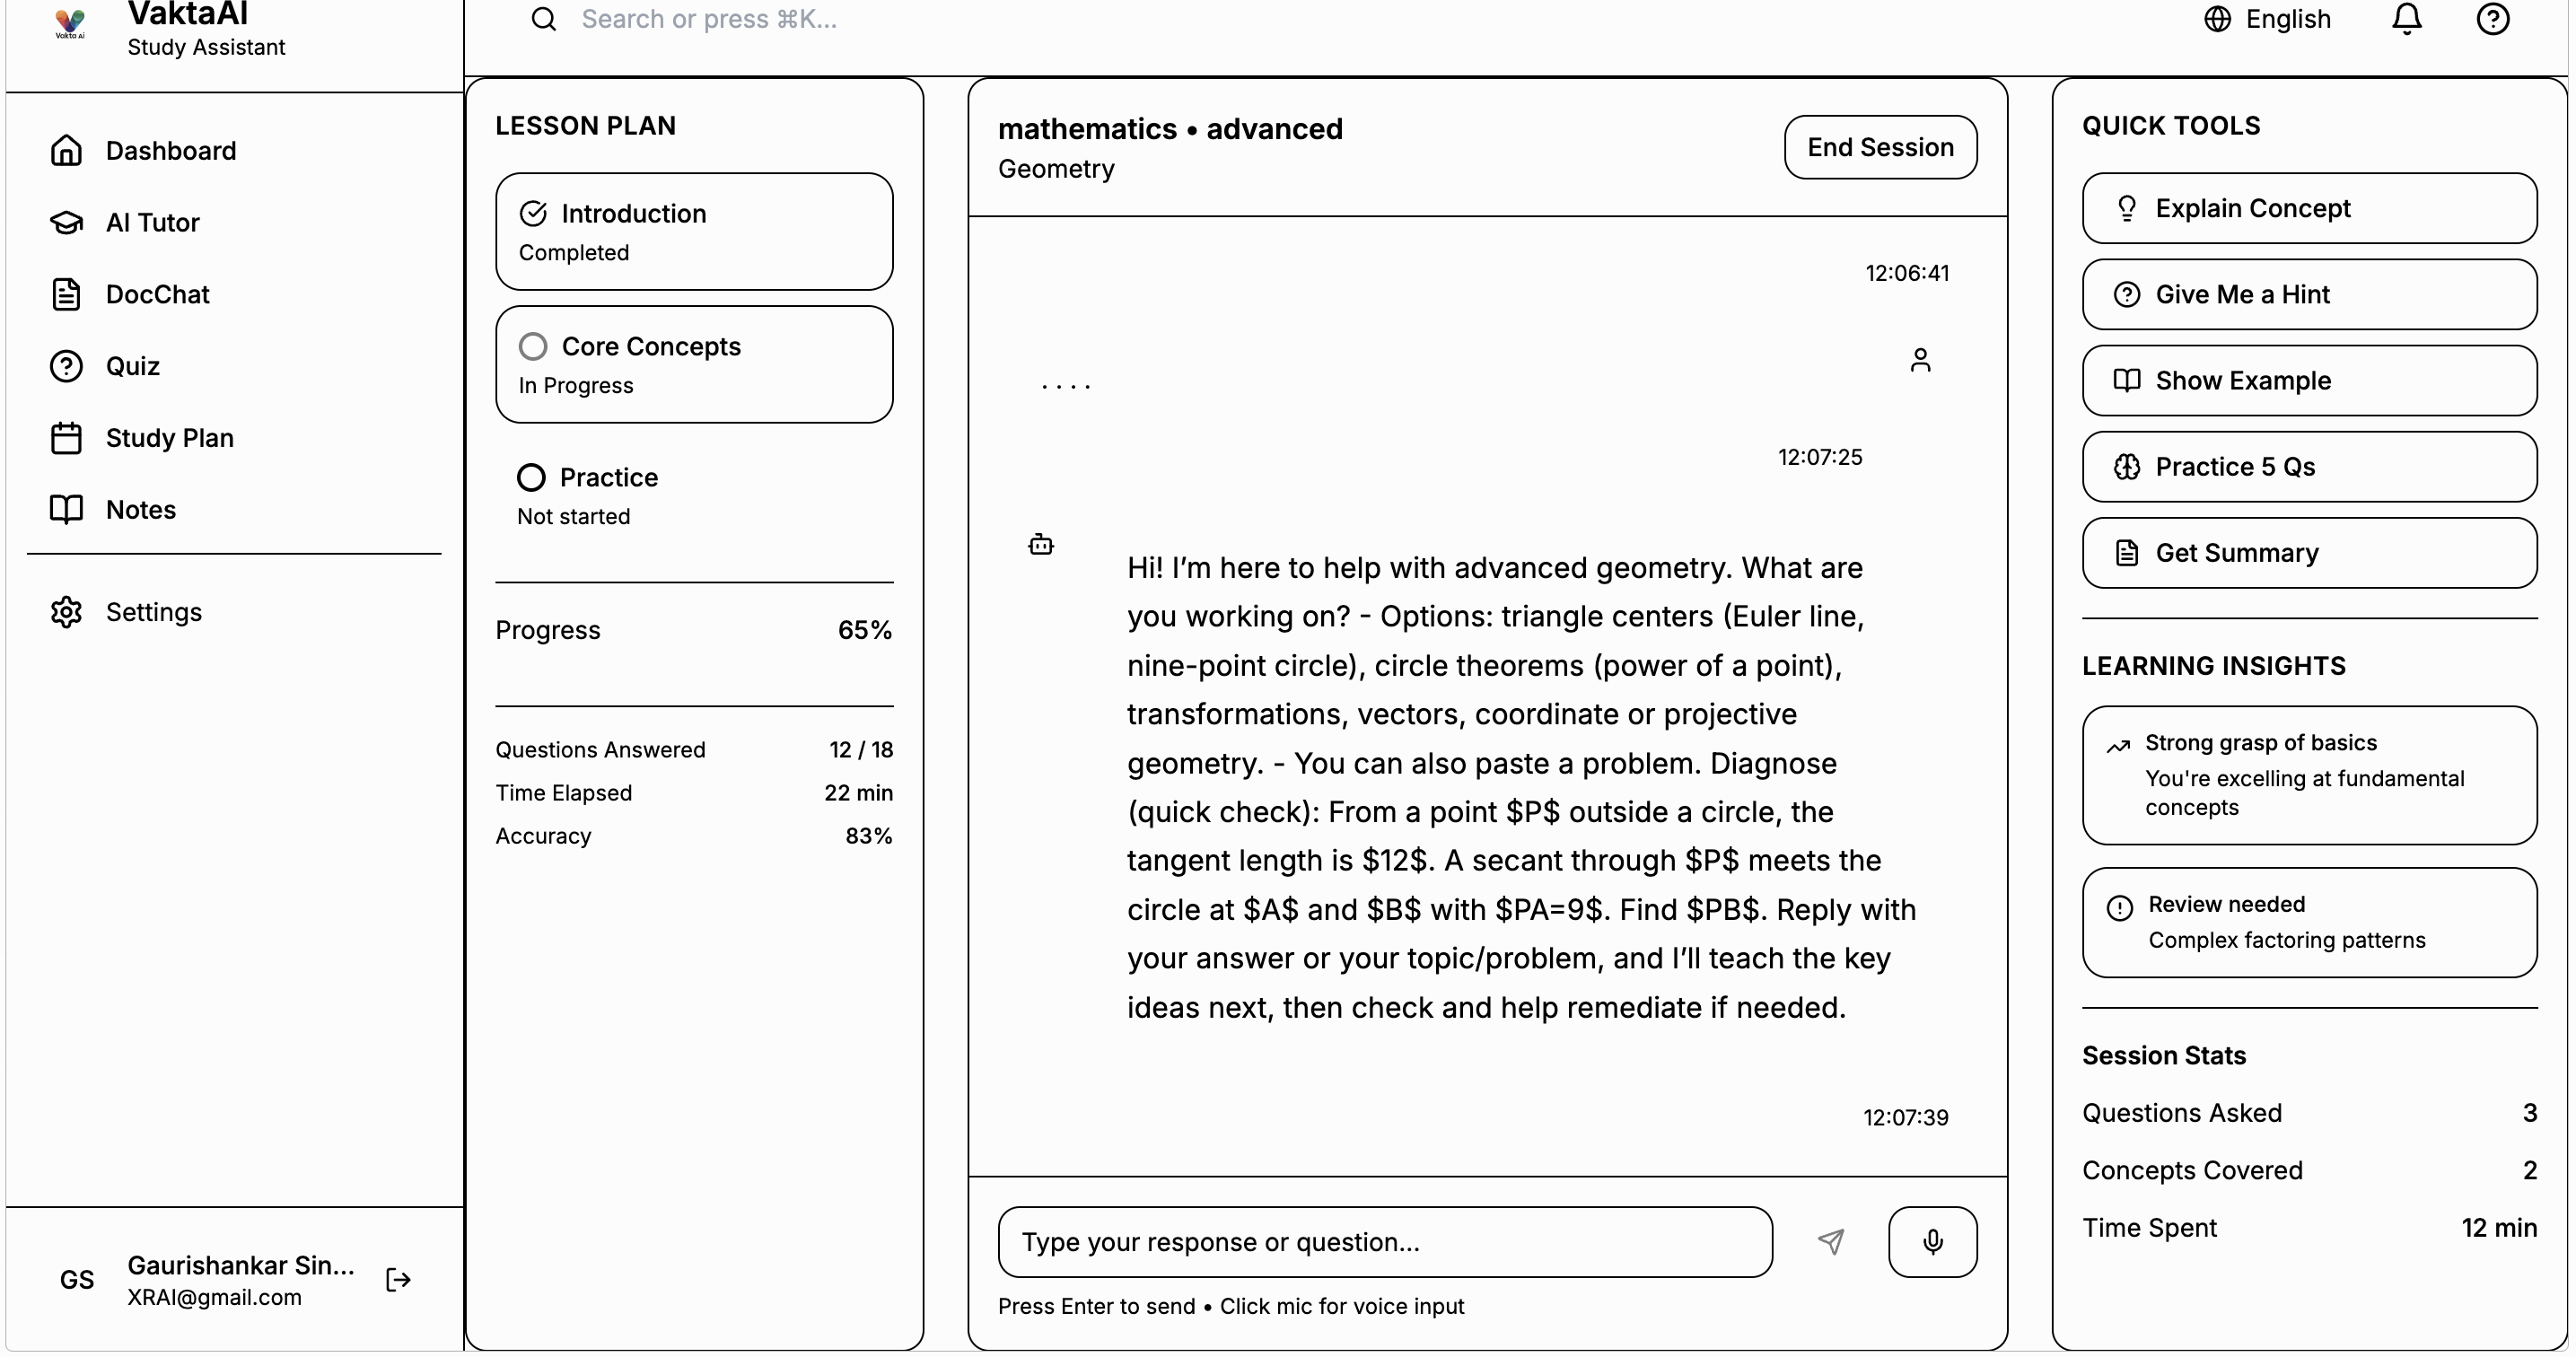 VaktaAI
Study Assistant
Vakta Ai
Search or press ⌘K...
English
Dashboard
AI Tutor
DocChat
Quiz
Study Plan
Notes
Settings
GS
Gaurishankar Sin...
XRAI@gmail.com
LESSON PLAN
Introduction
Completed
Core Concepts
In Progress
Practice
Not started
Progress 65%
Questions Answered 12 / 18
Time Elapsed 22 min
Accuracy 83%
mathematics • advanced
Geometry
End Session
12:06:41
. . . .
12:07:25
Hi! I’m here to help with advanced geometry. What are
you working on? - Options: triangle centers (Euler line,
nine-point circle), circle theorems (power of a point),
transformations, vectors, coordinate or projective
geometry. - You can also paste a problem. Diagnose
(quick check): From a point $P$ outside a circle, the
tangent length is $12$. A secant through $P$ meets the
circle at $A$ and $B$ with $PA=9$. Find $PB$. Reply with
your answer or your topic/problem, and I’ll teach the key
ideas next, then check and help remediate if needed.
12:07:39
Type your response or question...
Press Enter to send • Click mic for voice input
QUICK TOOLS
Explain Concept
Give Me a Hint
Show Example
Practice 5 Qs
Get Summary
LEARNING INSIGHTS
Strong grasp of basics
You're excelling at fundamental
concepts
Review needed
Complex factoring patterns
Session Stats
Questions Asked 3
Concepts Covered 2
Time Spent 12 min